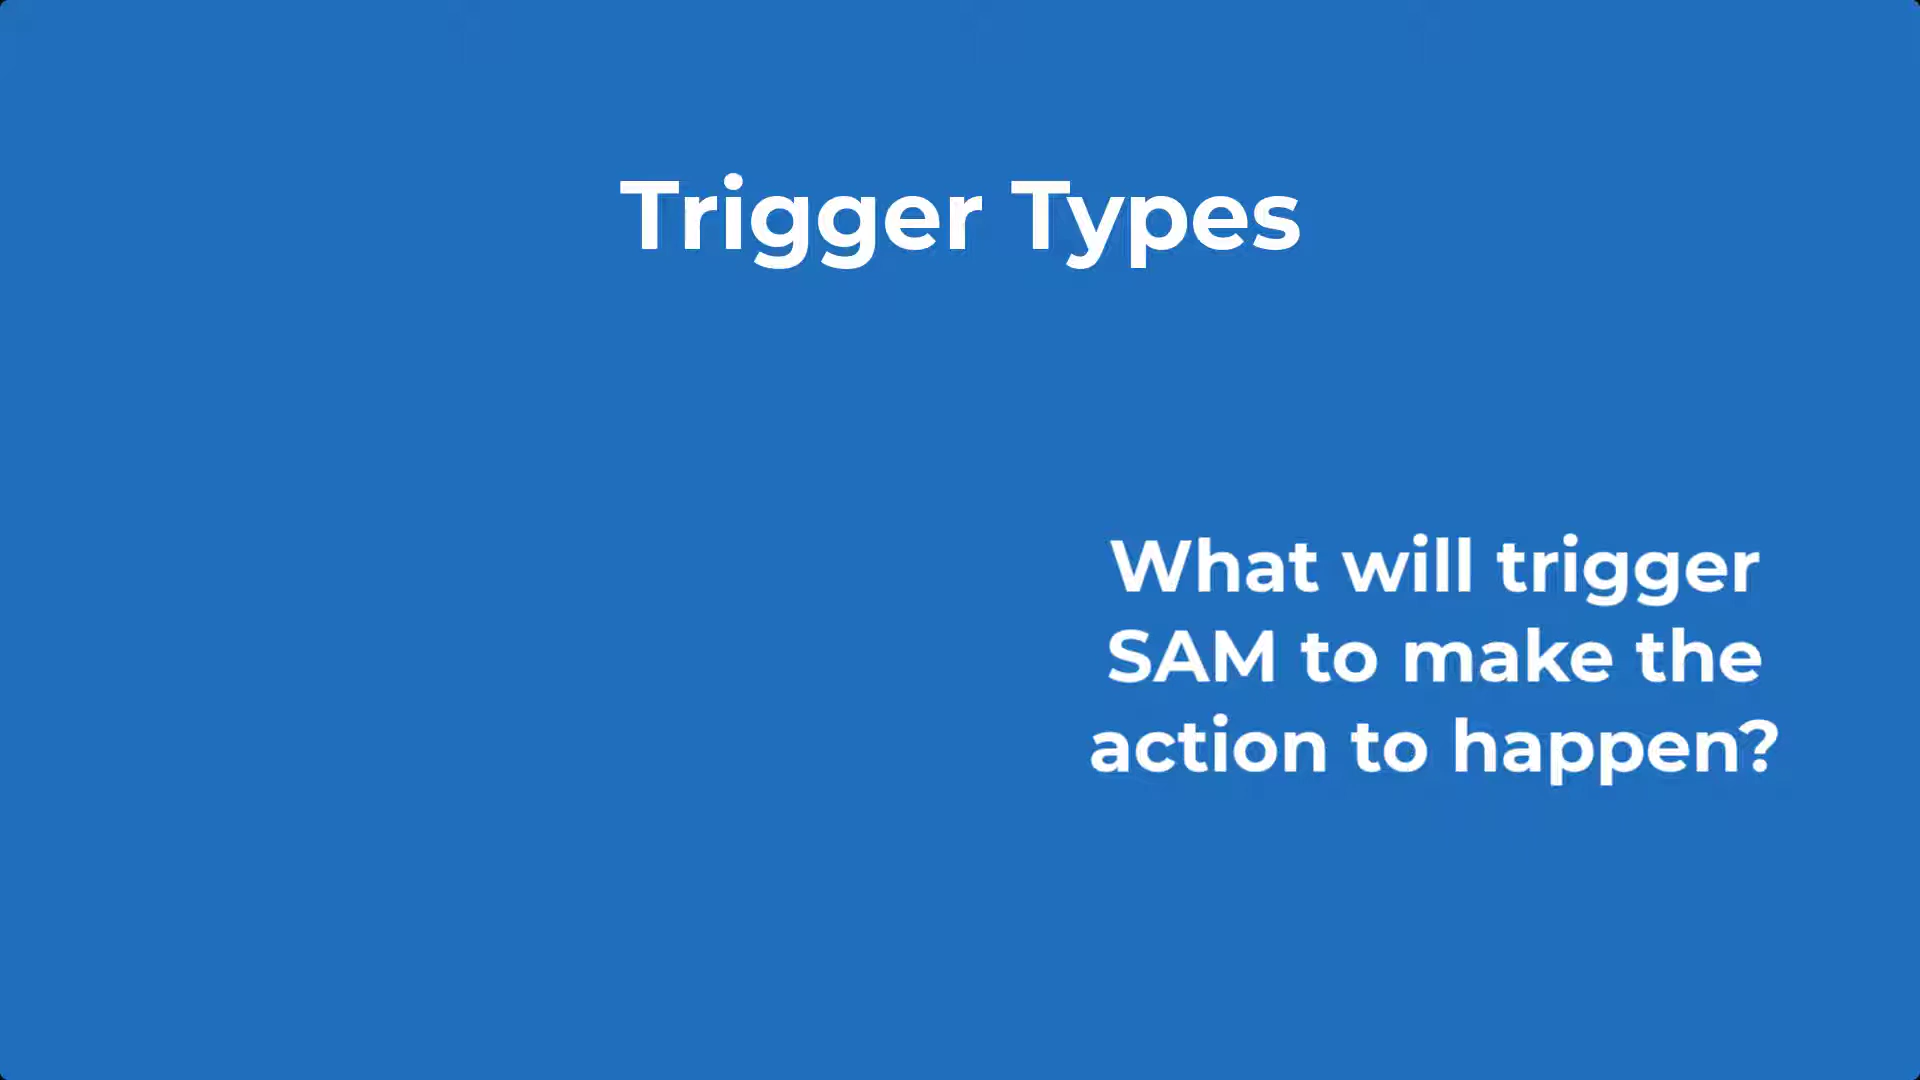 Trigger Types
What will trigger
SAM to make the
action to happen?